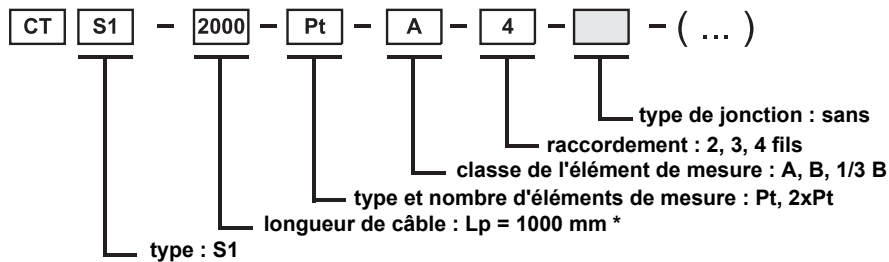 CT S1 - 2000 - Pt - A - 4 - - ( ... )
type de jonction : sans
raccordement : 2, 3, 4 fils
classe de l'élément de mesure : A, B, 1/3 B
type et nombre d'éléments de mesure : Pt, 2xPt
longueur de câble : Lp = 1000 mm *
type : S1